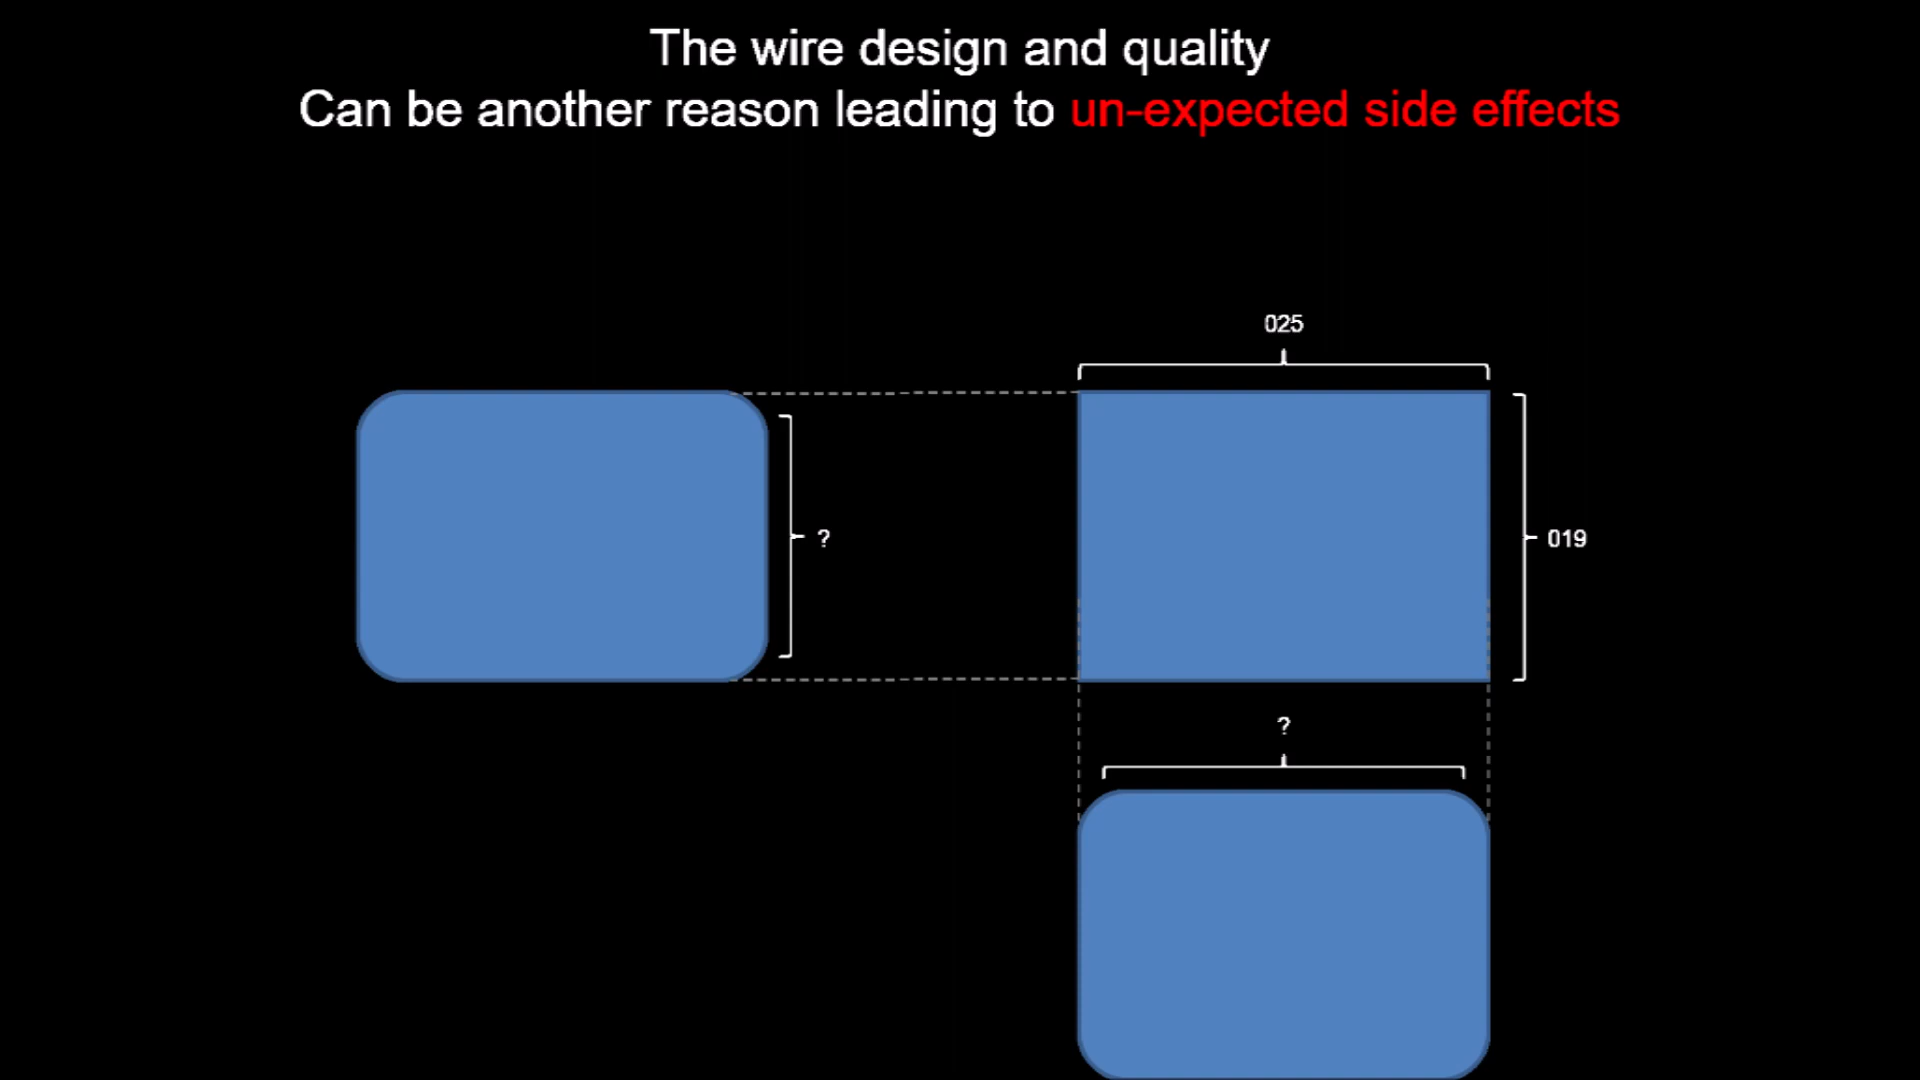 The wire design and quality
Can be another reason leading to un-expected side effects
025
?
019
?